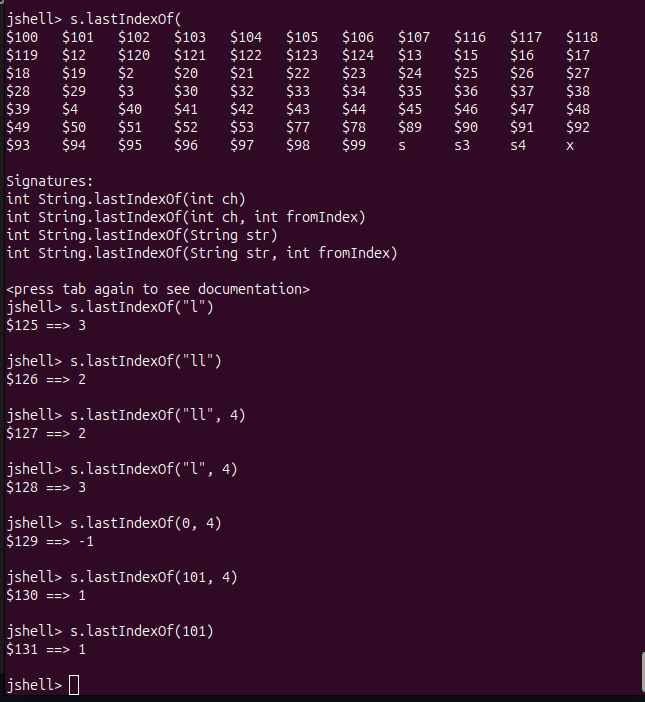 jshell> s.lastIndexOf(
$100 $101 $102 $103 $104 $105 $106 $107 $116 $117 $118
$119 $12 $120 $121 $122 $123 $124 $13 $15 $16 $17
$18 $19 $2 $20 $21 $22 $23 $24 $25 $26 $27
$28 $29 $3 $30 $32 $33 $34 $35 $36 $37 $38
$39 $4 $40 $41 $42 $43 $44 $45 $46 $47 $48
$49 $50 $51 $52 $53 $77 $78 $89 $90 $91 $92
$93 $94 $95 $96 $97 $98 $99 s s3 s4 x
Signatures:
int String.lastIndexOf(int ch)
int String.lastIndexOf(int ch, int fromIndex)
int String.lastIndexOf(String str)
int String.lastIndexOf(String str, int fromIndex)
<press tab again to see documentation>
jshell> s.lastIndexOf("l")
$125 ==> 3
jshell> s.lastIndexOf("ll")
$126 ==> 2
jshell> s.lastIndexOf("ll", 4)
$127 ==> 2
jshell> s.lastIndexOf("l", 4)
$128 ==> 3
jshell> s.lastIndexOf(0, 4)
$129 ==> -1
jshell> s.lastIndexOf(101, 4)
$130 ==> 1
jshell> s.lastIndexOf(101)
$131 ==> 1
jshell>